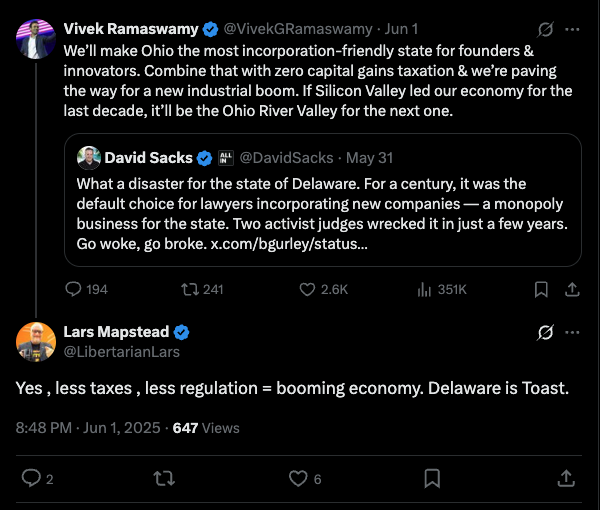 Vivek Ramaswamy @VivekGRamaswamy · Jun 1
We’ll make Ohio the most incorporation-friendly state for founders &
innovators. Combine that with zero capital gains taxation & we’re paving
the way for a new industrial boom. If Silicon Valley led our economy for the
last decade, it’ll be the Ohio River Valley for the next one.
David Sacks ALL IN @DavidSacks · May 31
What a disaster for the state of Delaware. For a century, it was the
default choice for lawyers incorporating new companies — a monopoly
business for the state. Two activist judges wrecked it in just a few years.
Go woke, go broke. x.com/bgurley/status...
194 241 2.6K 351K
Lars Mapstead
@LibertarianLars
Yes , less taxes , less regulation = booming economy. Delaware is Toast.
8:48 PM · Jun 1, 2025 · 647 Views
2 6